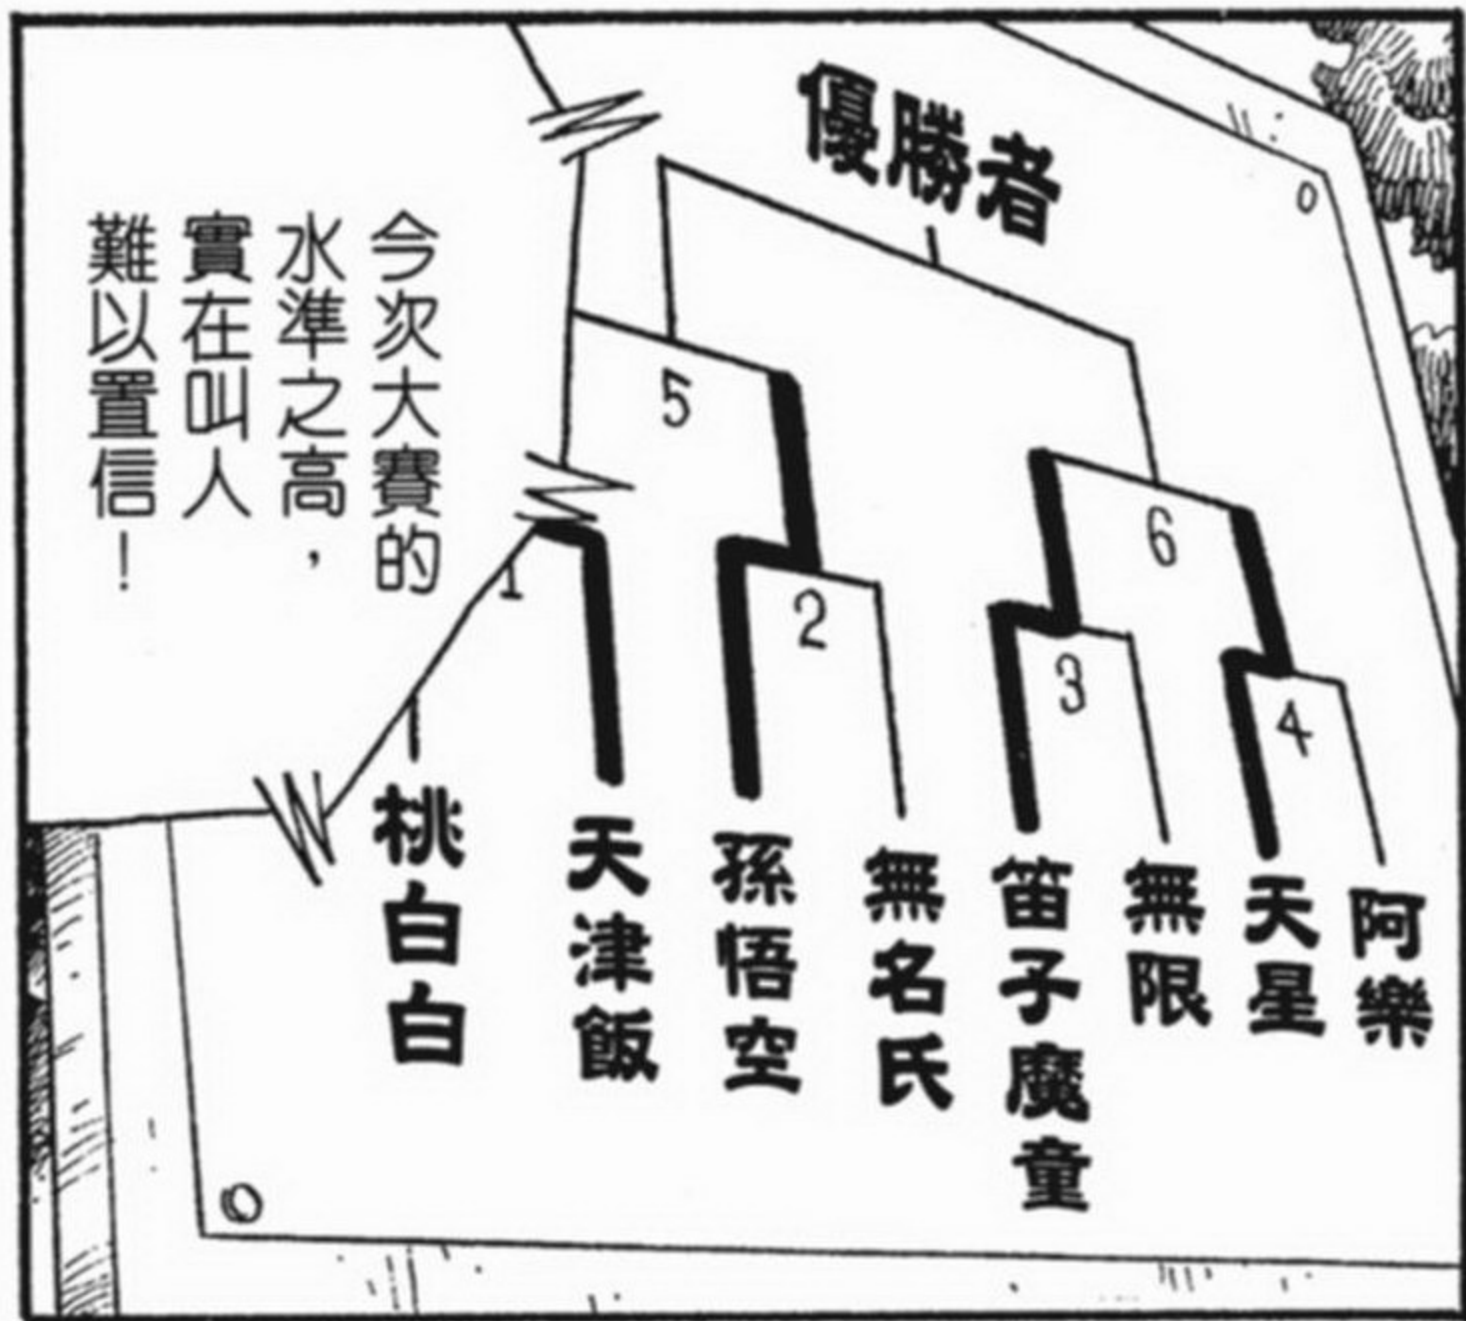 優勝者
今次大賽的
水準之高，
實在叫人
難以置信！
5
6
1
2
3
4
桃白白
天津飯
孫悟空
無名氏
笛子魔童
無限
天星
阿樂